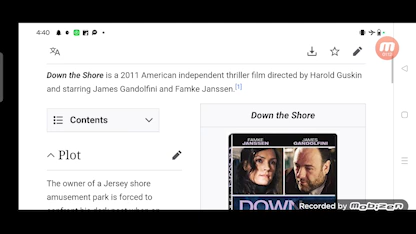 4:40
Down the Shore is a 2011 American independent thriller film directed by Harold Guskin
and starring James Gandolfini and Famke Janssen.[1]
Contents
Down the Shore
Plot
FAMKE JANSSEN
JAMES GANDOLFINI
The owner of a Jersey shore
amusement park is forced to
DOWN
Recorded by MOBIZEN